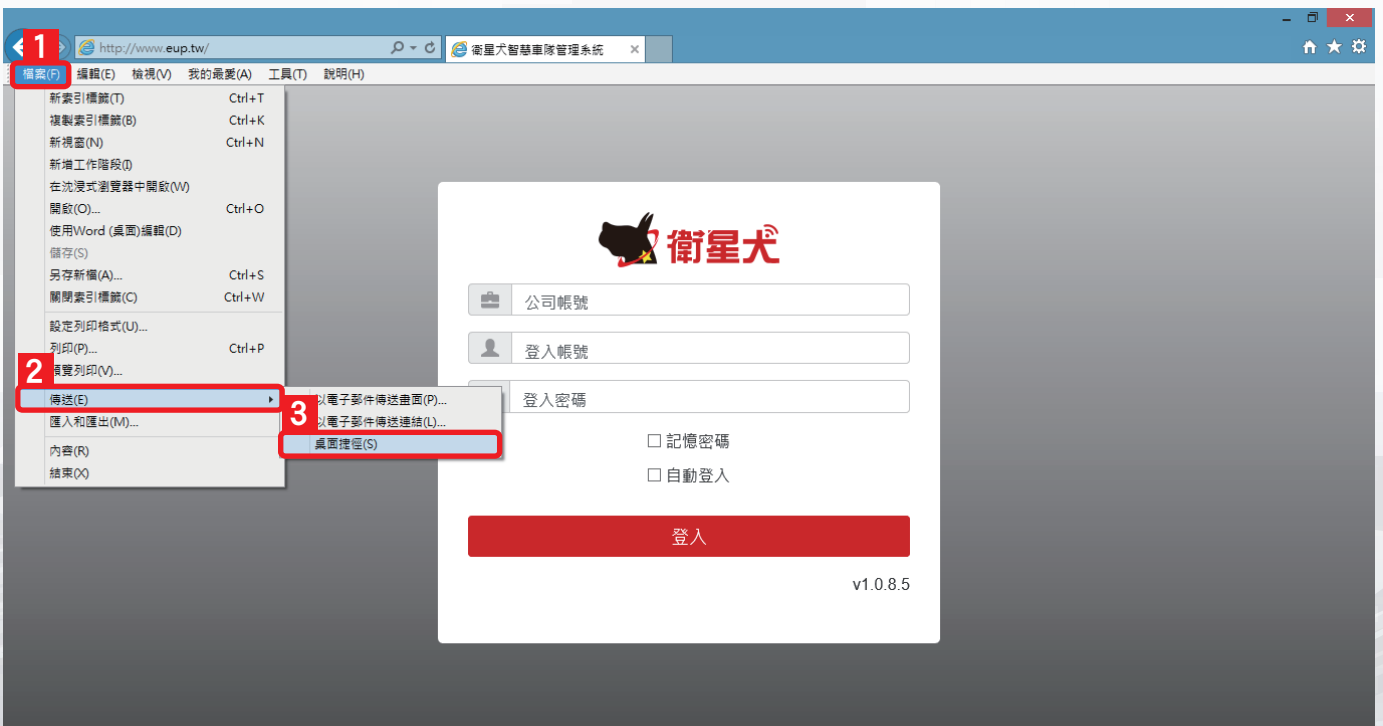 1
http://www.eup.tw/
衛星犬智慧車隊管理系統
檔案(F) 編輯(E) 檢視(V) 我的最愛(A) 工具(T) 說明(H)
新索引標籤(T) Ctrl+T
複製索引標籤(B) Ctrl+K
新視窗(N) Ctrl+N
新增工作階段(I)
在沈浸式瀏覽器中開啟(W)
開啟(O)... Ctrl+O
使用Word (桌面)編輯(D)
儲存(S)
另存新檔(A)... Ctrl+S
關閉索引標籤(C) Ctrl+W
設定列印格式(U)...
列印(P)... Ctrl+P
2
預覽列印(V)...
傳送(E)
匯入和匯出(M)...
內容(R)
結束(X)
3
以電子郵件傳送畫面(P)...
以電子郵件傳送連結(L)...
桌面捷徑(S)
衛星犬
公司帳號
登入帳號
登入密碼
記憶密碼
自動登入
登入
v1.0.8.5